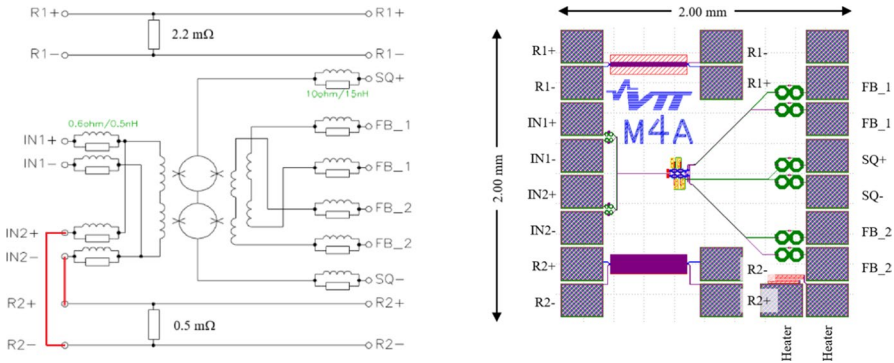 R1+
R1+
2.2 mΩ
R1-
R1-
SQ+
10ohm/15nH
0.6ohm/0.5nH
FB_1
IN1+
IN1-
FB_1
FB_2
IN2+
FB_2
IN2-
SQ-
R2+
R2+
0.5 mΩ
R2-
R2-
2.00 mm
2.00 mm
R1+
R1-
R1-
R1+
FB_1
VTT
M4A
IN1+
FB_1
IN1-
SQ+
IN2+
SQ-
IN2-
FB_2
R2+
R2-
FB_2
R2-
R2+
Heater
Heater